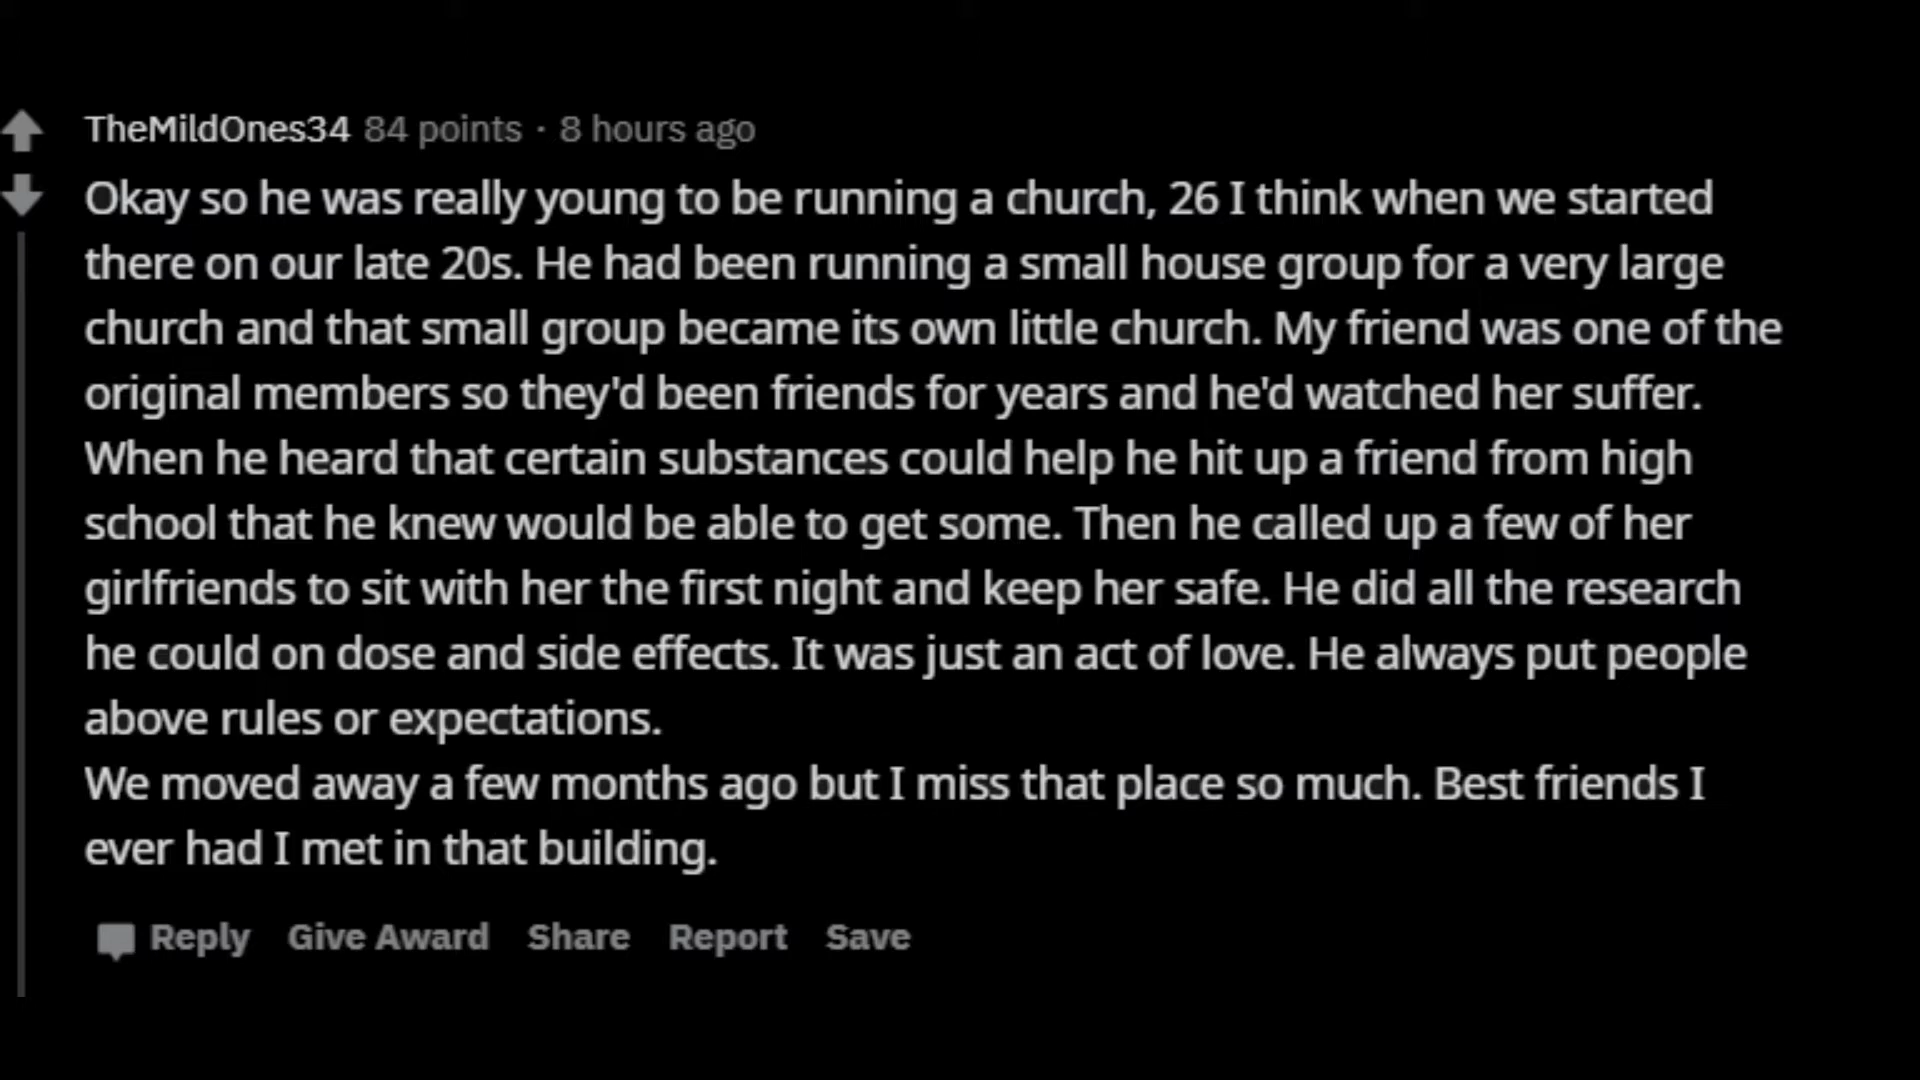 TheMildOnes34 84 points · 8 hours ago
Okay so he was really young to be running a church, 26 I think when we started
there on our late 20s. He had been running a small house group for a very large
church and that small group became its own little church. My friend was one of the
original members so they'd been friends for years and he'd watched her suffer.
When he heard that certain substances could help he hit up a friend from high
school that he knew would be able to get some. Then he called up a few of her
girlfriends to sit with her the first night and keep her safe. He did all the research
he could on dose and side effects. It was just an act of love. He always put people
above rules or expectations.
We moved away a few months ago but I miss that place so much. Best friends I
ever had I met in that building.
Reply Give Award Share Report Save